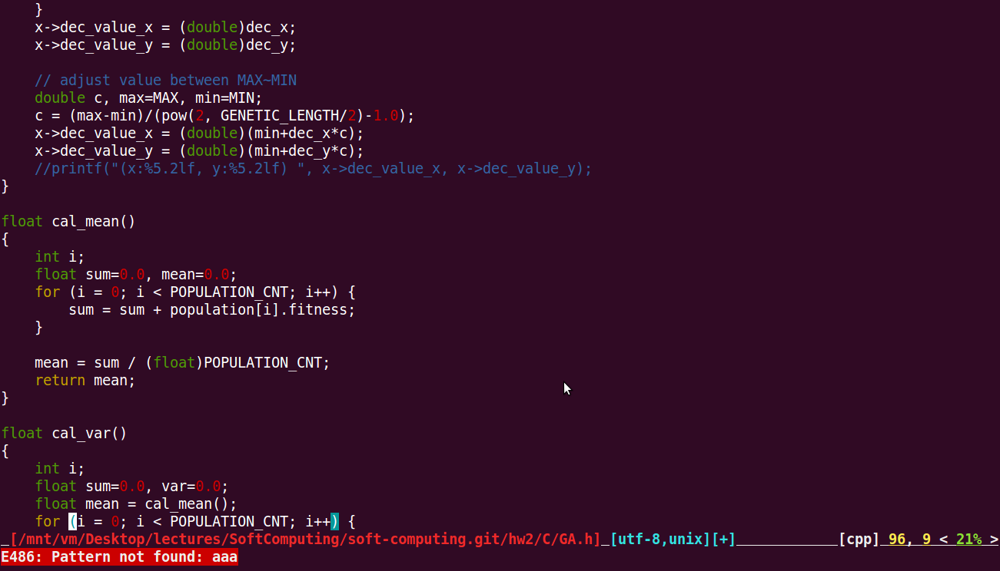 }
    x->dec_value_x = (double)dec_x;
    x->dec_value_y = (double)dec_y;

    // adjust value between MAX~MIN
    double c, max=MAX, min=MIN;
    c = (max-min)/(pow(2, GENETIC_LENGTH/2)-1.0);
    x->dec_value_x = (double)(min+dec_x*c);
    x->dec_value_y = (double)(min+dec_y*c);
    //printf("(x:%5.2lf, y:%5.2lf) ", x->dec_value_x, x->dec_value_y);
}

float cal_mean()
{
    int i;
    float sum=0.0, mean=0.0;
    for (i = 0; i < POPULATION_CNT; i++) {
        sum = sum + population[i].fitness;
    }

    mean = sum / (float)POPULATION_CNT;
    return mean;
}

float cal_var()
{
    int i;
    float sum=0.0, var=0.0;
    float mean = cal_mean();
    for (i = 0; i < POPULATION_CNT; i++) {
_[/mnt/vm/Desktop/lectures/SoftComputing/soft-computing.git/hw2/C/GA.h]_[utf-8,unix][+]____________[cpp]_96,_9_<_21%_>
E486: Pattern not found: aaa